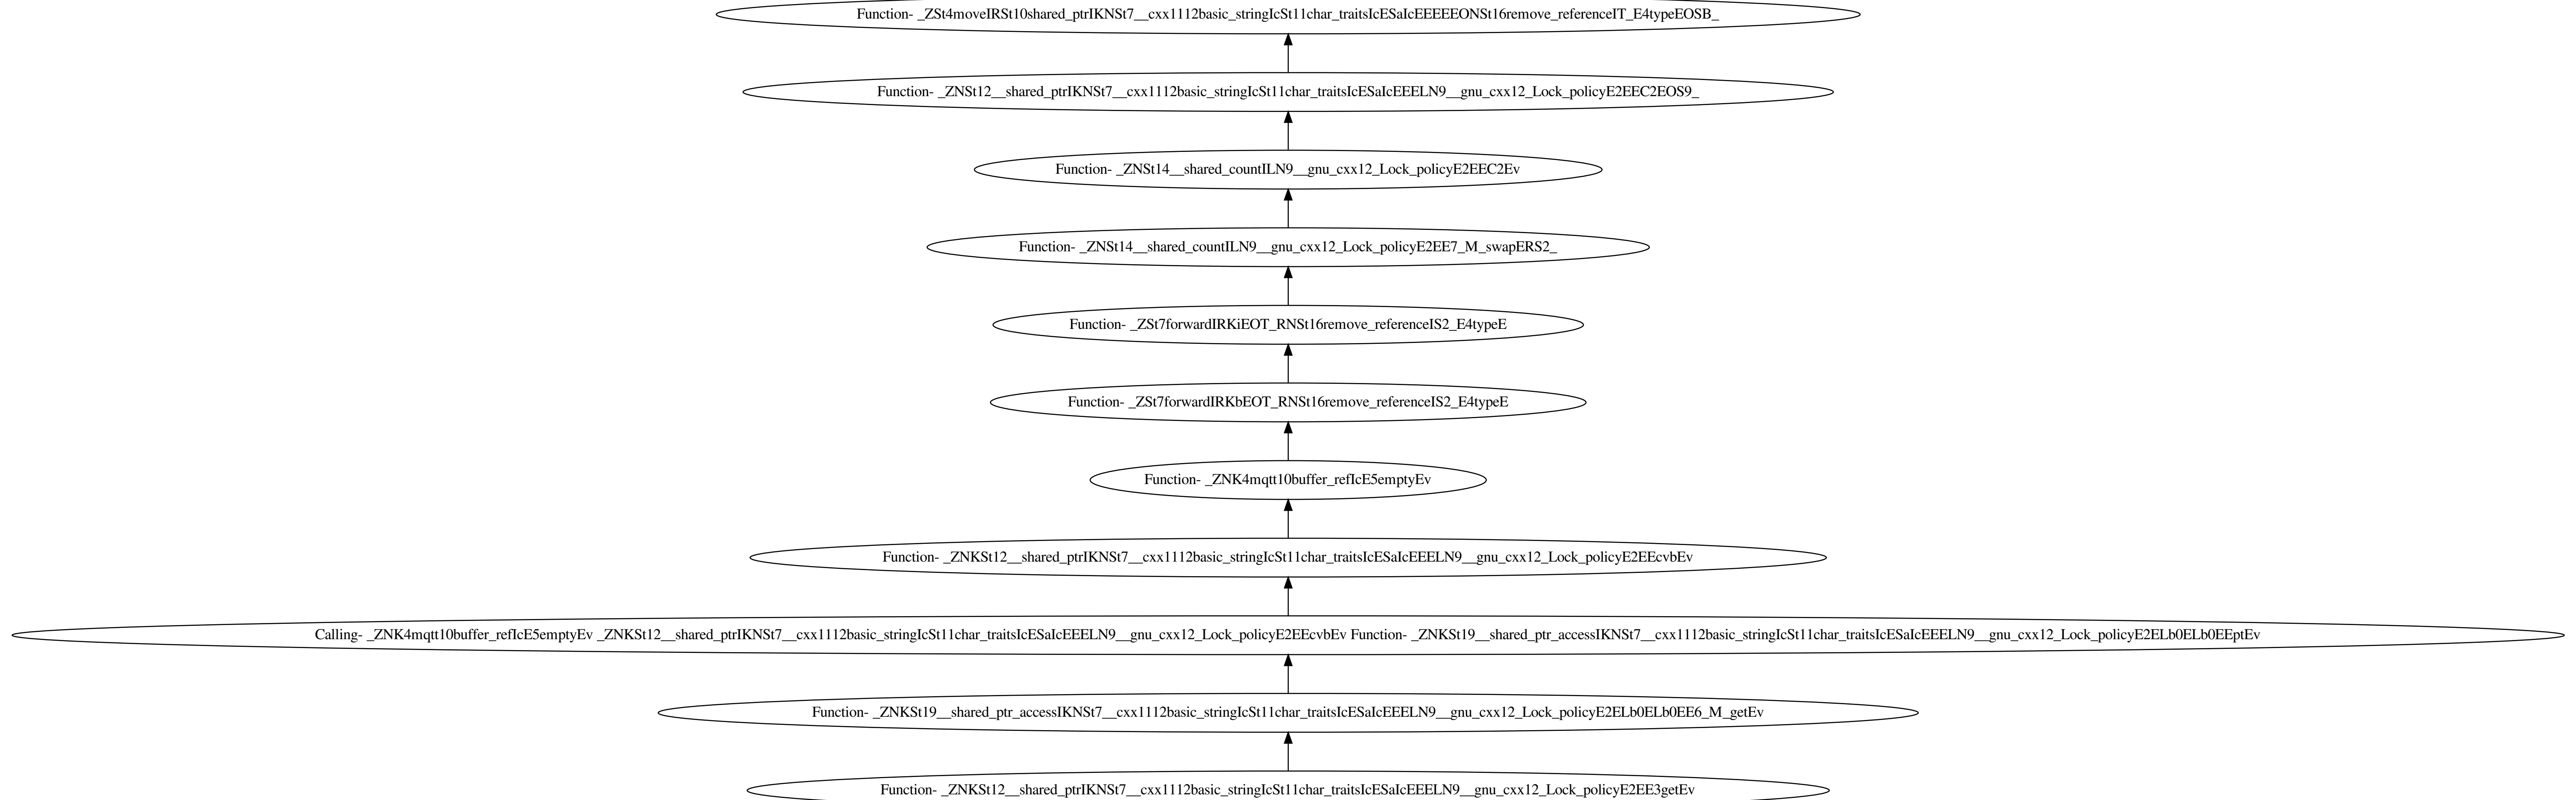 Function- _ZSt4moveIRSt10shared_ptrIKNSt7__cxx1112basic_stringIcSt11char_traitsIcESaIcEEEEEONSt16remove_referenceIT_E4typeEOSB_
Function- _ZNSt12__shared_ptrIKNSt7__cxx1112basic_stringIcSt11char_traitsIcESaIcEEELN9__gnu_cxx12_Lock_policyE2EEC2EOS9_
Function- _ZNSt14__shared_countILN9__gnu_cxx12_Lock_policyE2EEC2Ev
Function- _ZNSt14__shared_countILN9__gnu_cxx12_Lock_policyE2EE7_M_swapERS2_
Function- _ZSt7forwardIRKiEOT_RNSt16remove_referenceIS2_E4typeE
Function- _ZSt7forwardIRKbEOT_RNSt16remove_referenceIS2_E4typeE
Function- _ZNK4mqtt10buffer_refIcE5emptyEv
Function- _ZNKSt12__shared_ptrIKNSt7__cxx1112basic_stringIcSt11char_traitsIcESaIcEEELN9__gnu_cxx12_Lock_policyE2EEcvbEv
Calling- _ZNK4mqtt10buffer_refIcE5emptyEv _ZNKSt12__shared_ptrIKNSt7__cxx1112basic_stringIcSt11char_traitsIcESaIcEEELN9__gnu_cxx12_Lock_policyE2EEcvbEv Function- _ZNKSt19__shared_ptr_accessIKNSt7__cxx1112basic_stringIcSt11char_traitsIcESaIcEEELN9__gnu_cxx12_Lock_policyE2ELb0ELb0EEptEv
Function- _ZNKSt19__shared_ptr_accessIKNSt7__cxx1112basic_stringIcSt11char_traitsIcESaIcEEELN9__gnu_cxx12_Lock_policyE2ELb0ELb0EE6_M_getEv
Function- _ZNKSt12__shared_ptrIKNSt7__cxx1112basic_stringIcSt11char_traitsIcESaIcEEELN9__gnu_cxx12_Lock_policyE2EE3getEv